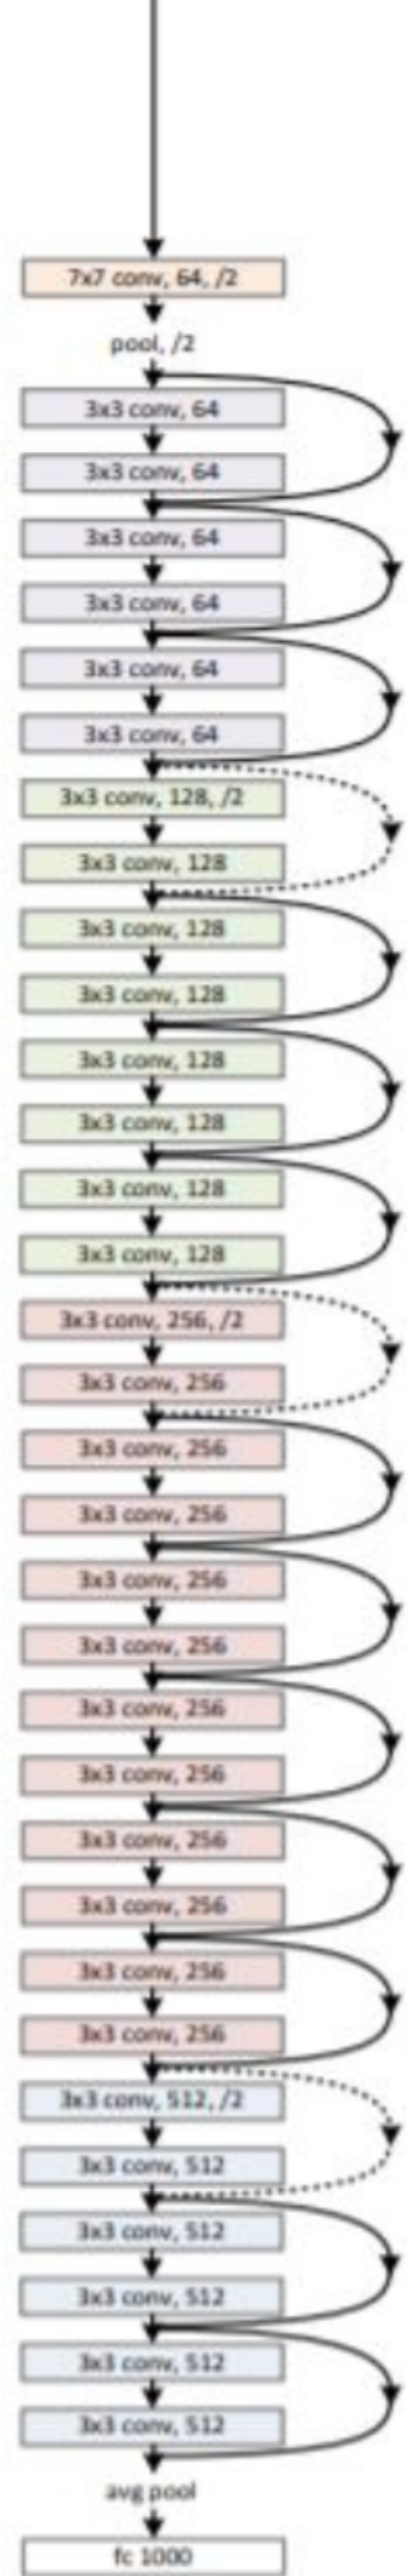 7x7 conv, 64, /2
pool, /2
3x3 conv, 64
3x3 conv, 64
3x3 conv, 64
3x3 conv, 64
3x3 conv, 64
3x3 conv, 64
3x3 conv, 128, /2
3x3 conv, 128
3x3 conv, 128
3x3 conv, 128
3x3 conv, 128
3x3 conv, 128
3x3 conv, 128
3x3 conv, 128
3x3 conv, 256, /2
3x3 conv, 256
3x3 conv, 256
3x3 conv, 256
3x3 conv, 256
3x3 conv, 256
3x3 conv, 256
3x3 conv, 256
3x3 conv, 256
3x3 conv, 256
3x3 conv, 256
3x3 conv, 256
3x3 conv, 512, /2
3x3 conv, 512
3x3 conv, 512
3x3 conv, 512
3x3 conv, 512
3x3 conv, 512
avg pool
fc 1000